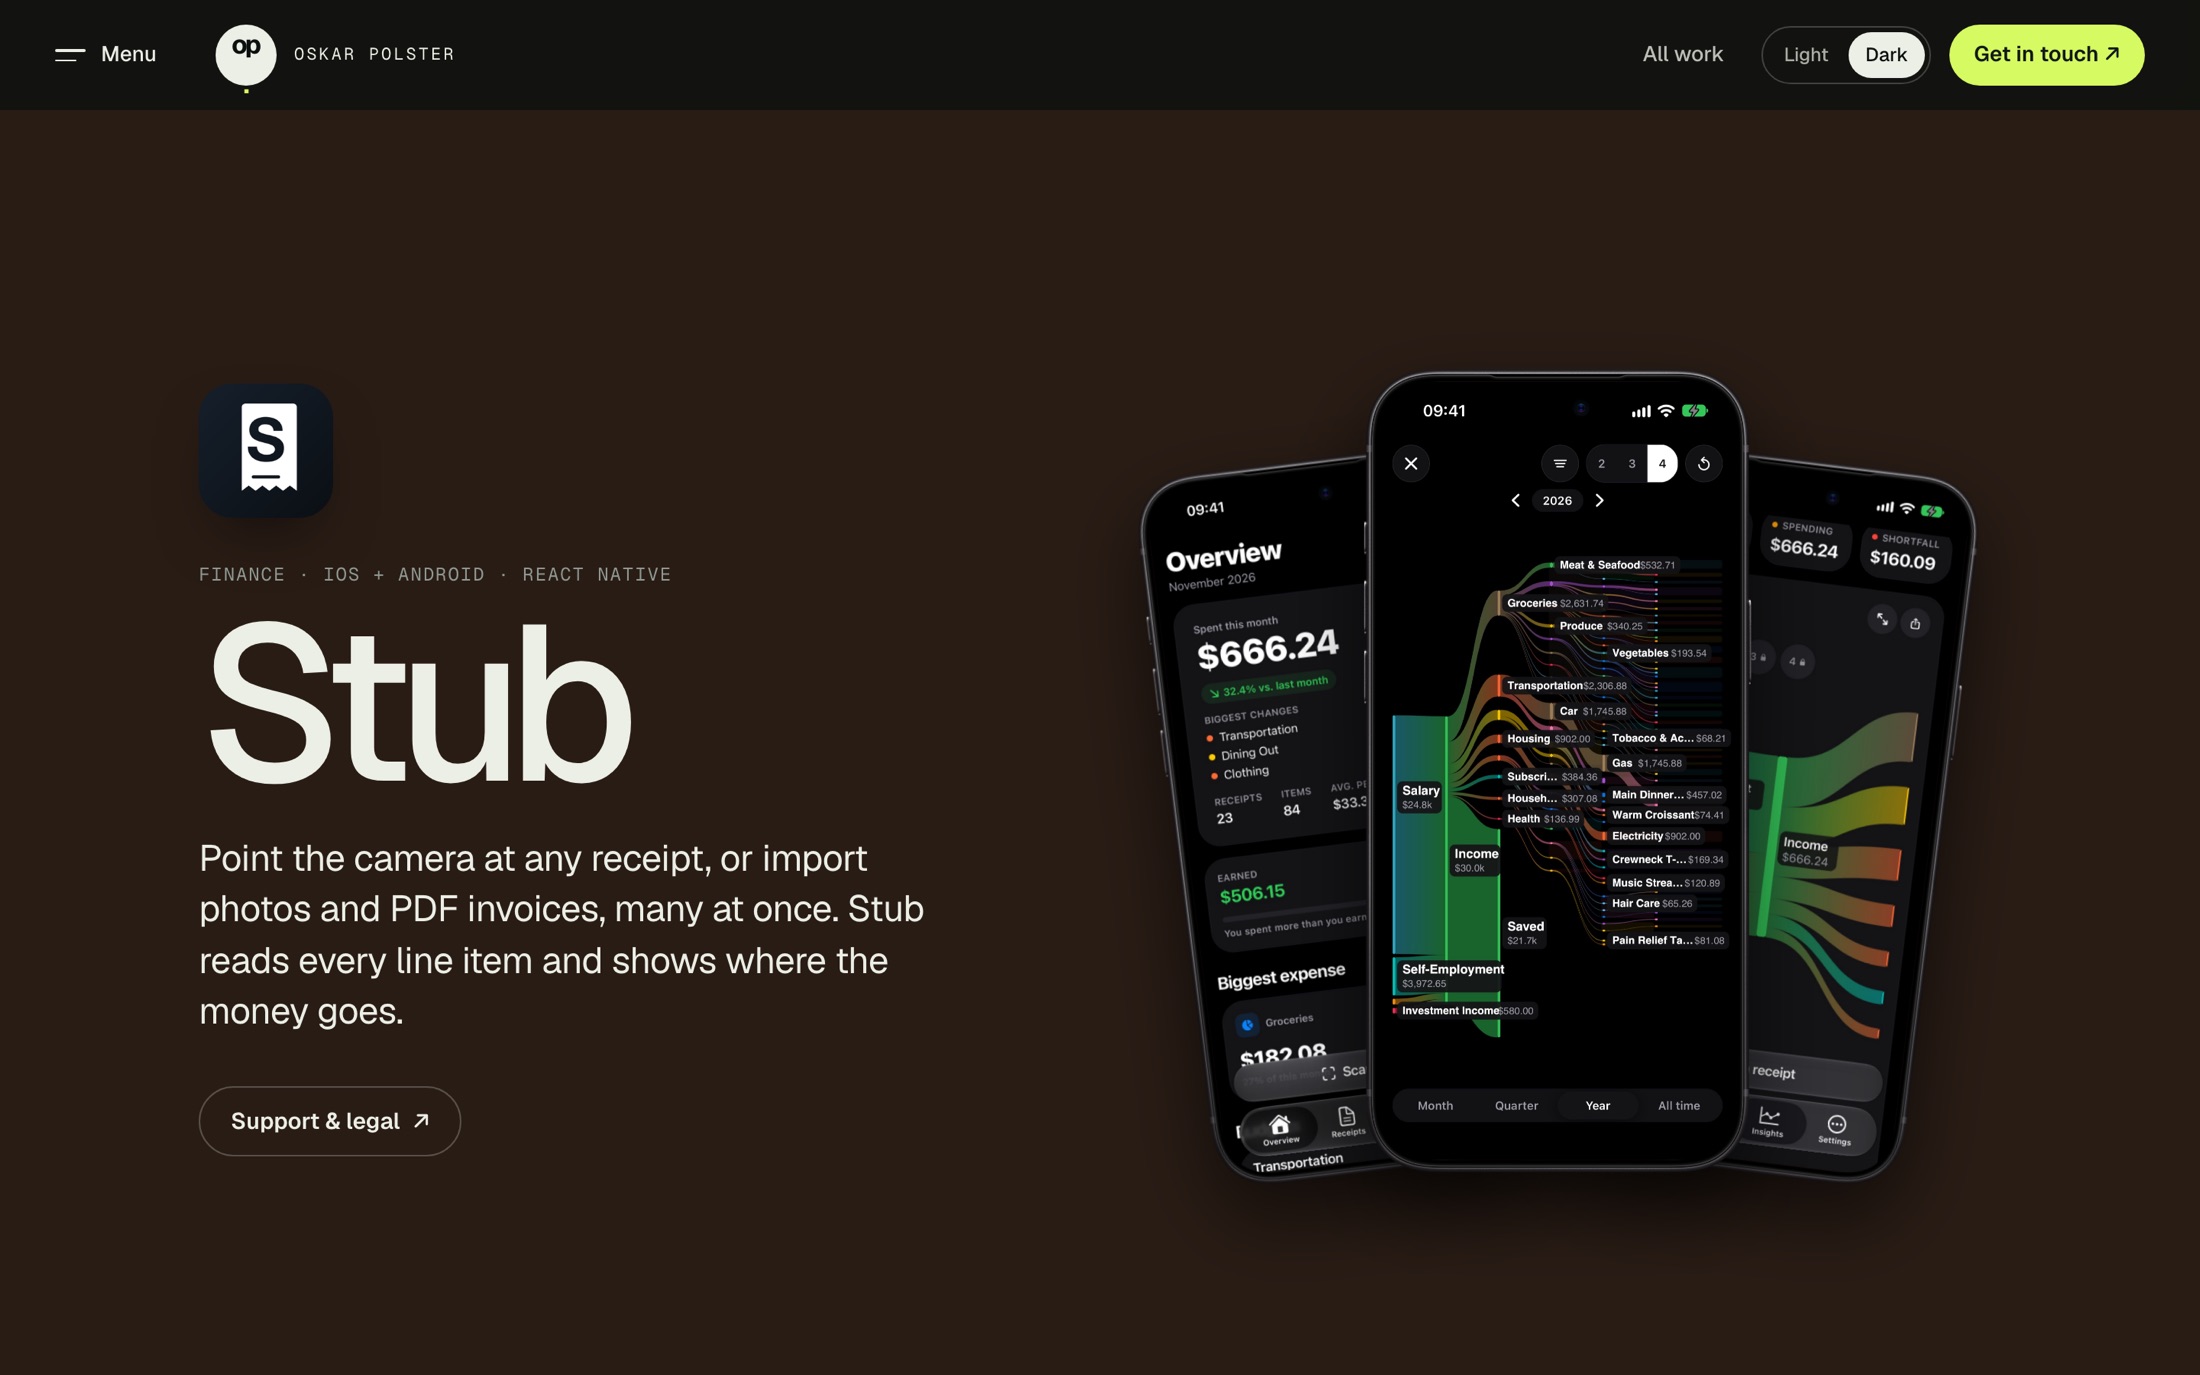 Menu
op
OSKAR POLSTER
All work
Light
Dark
Get in touch ↗
S
FINANCE · IOS + ANDROID · REACT NATIVE
Stub
Point the camera at any receipt, or import
photos and PDF invoices, many at once. Stub
reads every line item and shows where the
money goes.
Support & legal ↗
09:41
Overview
November 2026
Spent this month
$666.24
32.4% vs. last month
BIGGEST CHANGES
Transportation
Dining Out
Clothing
RECEIPTS
23
ITEMS
84
EARNED
$506.15
You spent more than you
Biggest expense
Groceries
$182.08
Overview
Receipts
Transportation
09:41
2 3 4
2026
Meat & Seafood $532.71
Groceries $2,631.74
Produce $340.25
Vegetables $193.54
Transportation $2,306.88
Car $1,745.88
Housing $902.00
Tobacco & Ac... $68.21
Gas $1,745.88
Subscri... $384.36
Main Dinner... $457.02
Househ... $307.08
Warm Croissant $74.41
Health $136.99
Electricity $902.00
Salary
$24.8k
Income
$30.0k
Crewneck T-... $169.34
Music Strea... $120.89
Hair Care $65.26
Saved
$21.7k
Pain Relief Ta... $81.08
Self-Employment
$3,972.65
Investment Income $580.00
Month
Quarter
Year
All time
SPENDING
$666.24
SHORTFALL
$160.09
3
4
Income
$666.24
receipt
Insights
Settings